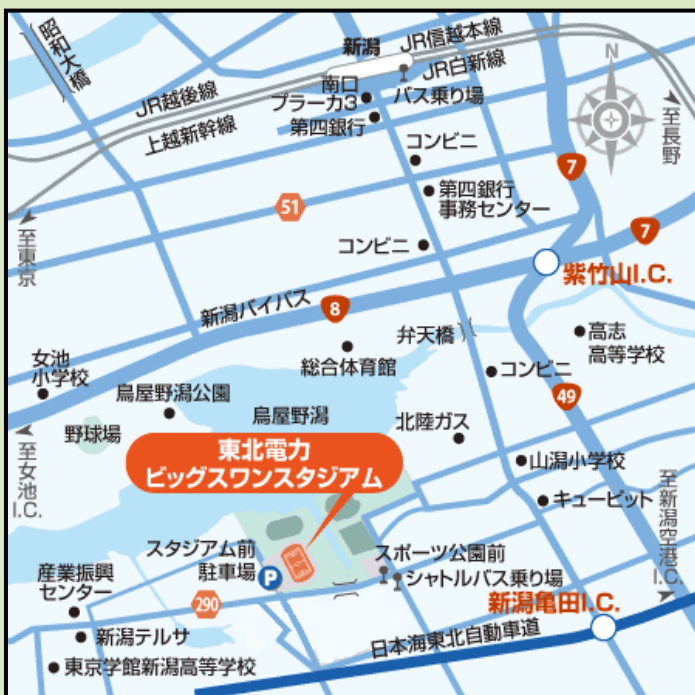 昭和大橋
新潟
JR信越本線
JR白新線
N
JR越後線
南口
プラーカ3
バス乗り場
上越新幹線
第四銀行
至長野
コンビニ
7
第四銀行
事務センター
51
7
至東京
コンビニ
紫竹山I.C.
新潟バイパス
8
弁天橋
高志
高等学校
女池
小学校
総合体育館
コンビニ
鳥屋野潟公園
鳥屋野潟
49
野球場
北陸ガス
至女池I.C.
東北電力
ビッグスワンスタジアム
山潟小学校
キューピット
至新潟空港I.C.
スタジアム前
駐車場
P
スポーツ公園前
シャトルバス乗り場
産業振興
センター
290
新潟亀田I.C.
新潟テルサ
日本海東北自動車道
東京学館新潟高等学校